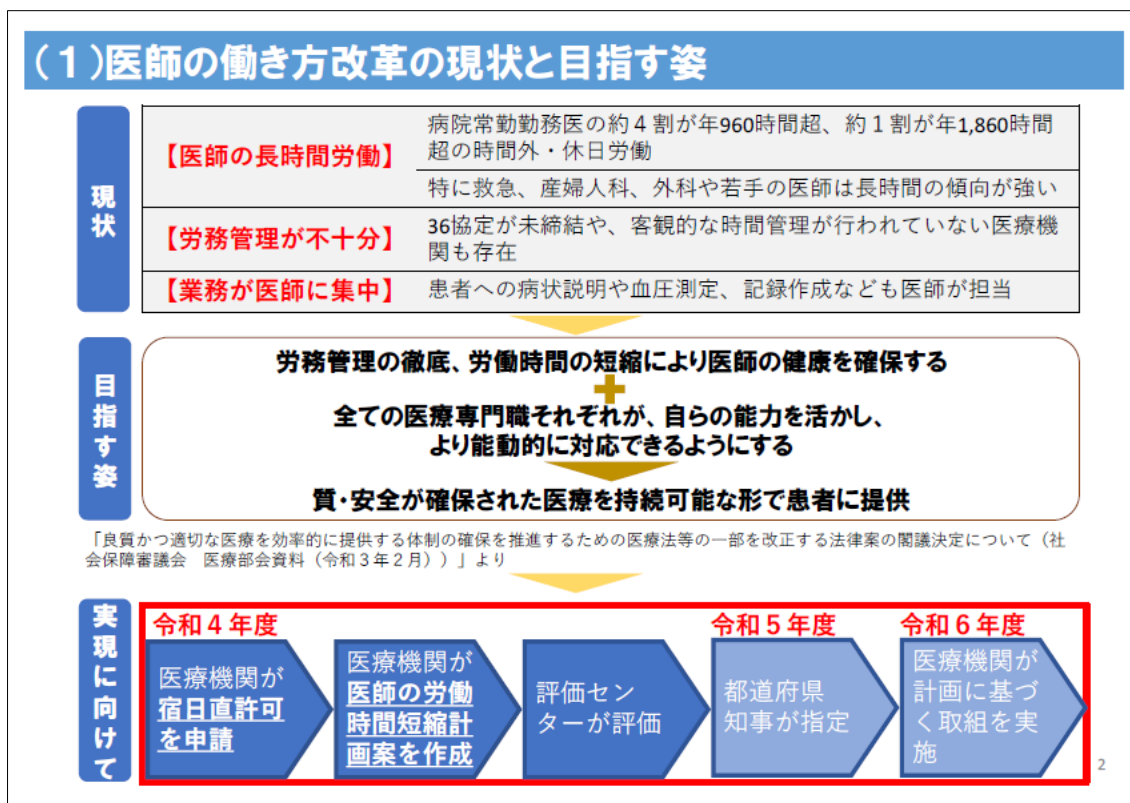 （１）医師の働き方改革の現状と目指す姿
現状
【医師の長時間労働】
病院常勤勤務医の約４割が年960時間超、約１割が年1,860時間
超の時間外・休日労働
特に救急、産婦人科、外科や若手の医師は長時間の傾向が強い
【労務管理が不十分】
36協定が未締結や、客観的な時間管理が行われていない医療機
関も存在
【業務が医師に集中】
患者への病状説明や血圧測定、記録作成なども医師が担当
目指す姿
労務管理の徹底、労働時間の短縮により医師の健康を確保する
全ての医療専門職それぞれが、自らの能力を活かし、
より能動的に対応できるようにする
質・安全が確保された医療を持続可能な形で患者に提供
「良質かつ適切な医療を効率的に提供する体制の確保を推進するための医療法等の一部を改正する法律案の閣議決定について（社
会保障審議会　医療部会資料（令和３年２月））」より
実現に向けて
令和４年度
医療機関が
宿日直許可
を申請
医療機関が
医師の労働
時間短縮計
画案を作成
評価セン
ターが評価
令和５年度
都道府県
知事が指定
令和６年度
医療機関が
計画に基づ
く取組を実
施
2